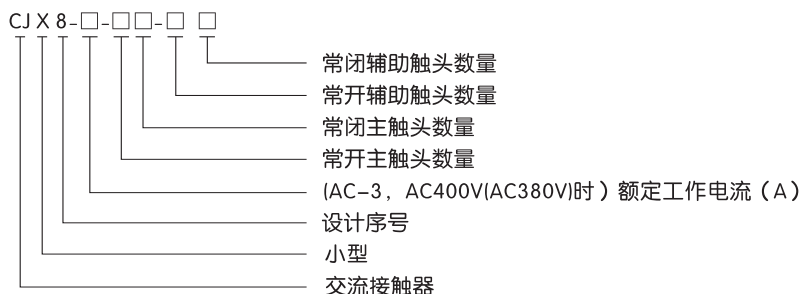 CJ X 8-□-□□-□ □
常闭辅助触头数量
常开辅助触头数量
常闭主触头数量
常开主触头数量
(AC-3，AC400V(AC380V)时）额定工作电流（A）
设计序号
小型
交流接触器